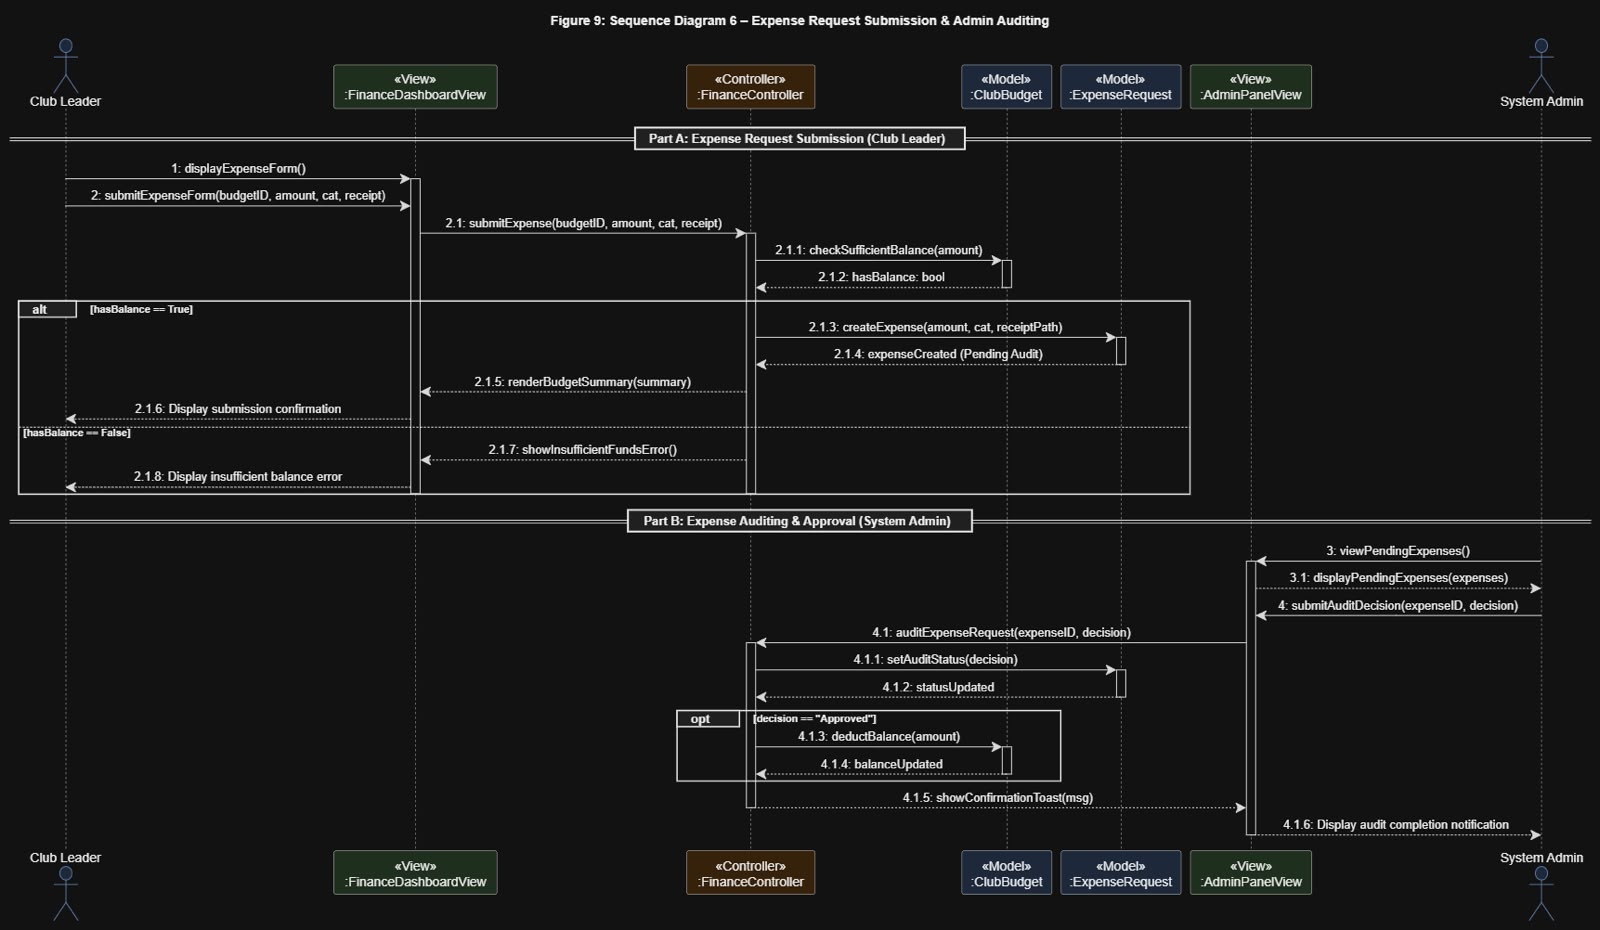 Figure 9: Sequence Diagram 6 – Expense Request Submission & Admin Auditing
Club Leader
«View»
:FinanceDashboardView
«Controller»
:FinanceController
«Model»
:ClubBudget
«Model»
:ExpenseRequest
«View»
:AdminPanelView
System Admin
Part A: Expense Request Submission (Club Leader)
1: displayExpenseForm()
2: submitExpenseForm(budgetID, amount, cat, receipt)
2.1: submitExpense(budgetID, amount, cat, receipt)
2.1.1: checkSufficientBalance(amount)
2.1.2: hasBalance: bool
alt
[hasBalance == True]
2.1.3: createExpense(amount, cat, receiptPath)
2.1.4: expenseCreated (Pending Audit)
2.1.5: renderBudgetSummary(summary)
2.1.6: Display submission confirmation
[hasBalance == False]
2.1.7: showInsufficientFundsError()
2.1.8: Display insufficient balance error
Part B: Expense Auditing & Approval (System Admin)
3: viewPendingExpenses()
3.1: displayPendingExpenses(expenses)
4: submitAuditDecision(expenseID, decision)
4.1: auditExpenseRequest(expenseID, decision)
4.1.1: setAuditStatus(decision)
4.1.2: statusUpdated
opt
[decision == "Approved"]
4.1.3: deductBalance(amount)
4.1.4: balanceUpdated
4.1.5: showConfirmationToast(msg)
4.1.6: Display audit completion notification
Club Leader
«View»
:FinanceDashboardView
«Controller»
:FinanceController
«Model»
:ClubBudget
«Model»
:ExpenseRequest
«View»
:AdminPanelView
System Admin